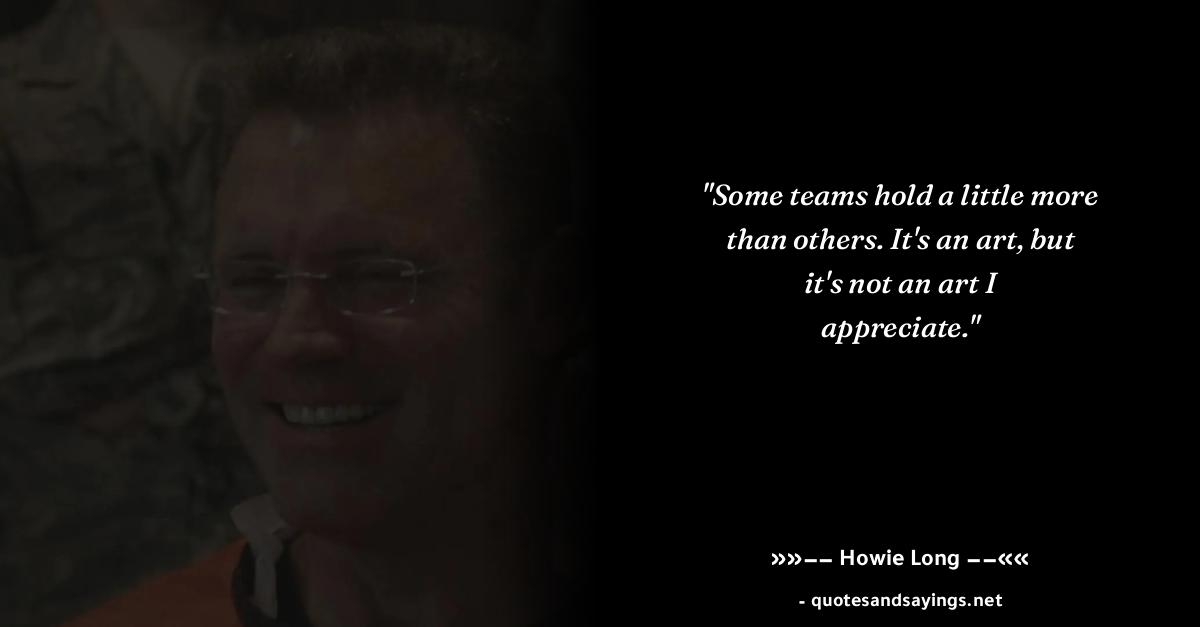 "Some teams hold a little more
than others. It's an art, but
it's not an art I
appreciate."
»»–– Howie Long ––««
- quotesandsayings.net